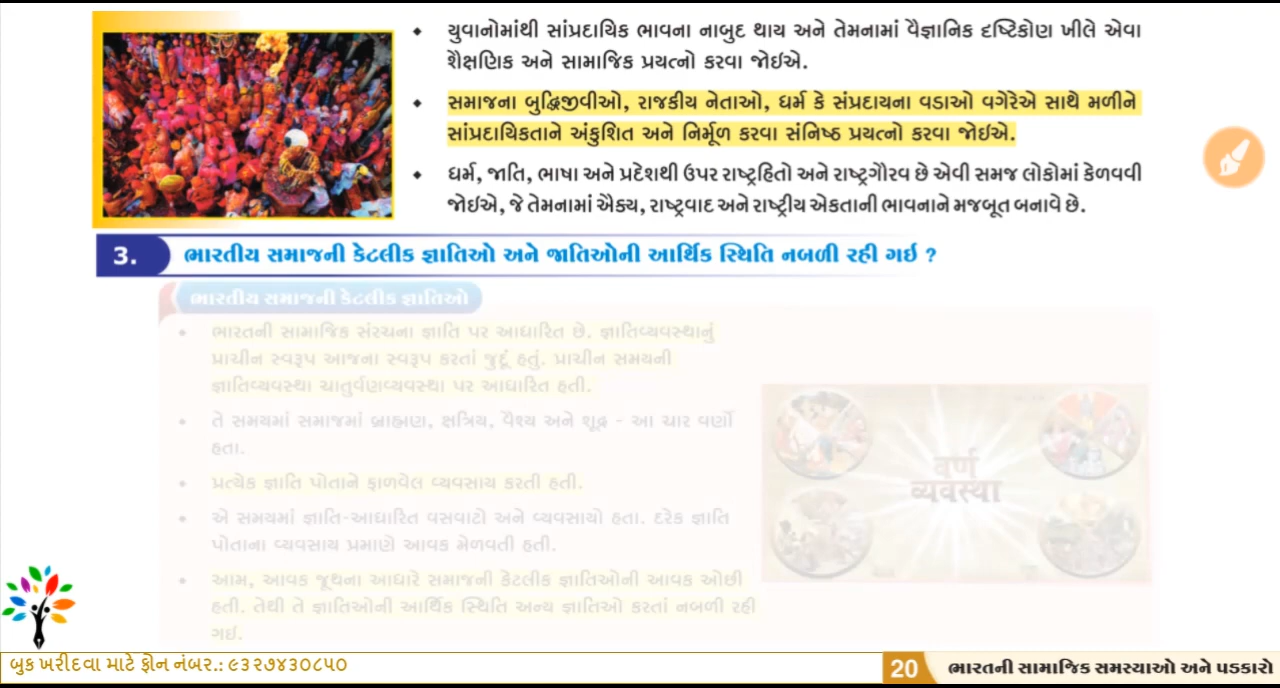 યુવાનોમાંથી સાંપ્રદાયિક ભાવના નાબુદ થાય અને તેમનામાં વૈજ્ઞાનિક દૃષ્ટિકોણ ખીલે એવા
શૈક્ષણિક અને સામાજિક પ્રયત્નો કરવા જોઈએ.
સમાજના બુદ્ધિજીવીઓ, રાજકીય નેતાઓ, ધર્મ કે સંપ્રદાયના વડાઓ વગેરેએ સાથે મળીને
સાંપ્રદાયિકતાને અંકુશિત અને નિર્મૂળ કરવા સંનિષ્ઠ પ્રયત્નો કરવા જોઈએ.
ધર્મ, જાતિ, ભાષા અને પ્રદેશથી ઉપર રાષ્ટ્રહિતો અને રાષ્ટ્રગૌરવ છે એવી સમજ લોકોમાં કેળવવી
જોઈએ, જે તેમનામાં ઐક્ય, રાષ્ટ્રવાદ અને રાષ્ટ્રીય એકતાની ભાવનાને મજબૂત બનાવે છે.
3. ભારતીય સમાજની કેટલીક જ્ઞાતિઓ અને જાતિઓની આર્થિક સ્થિતિ નબળી રહી ગઇ ?
ભારતીય સમાજની કેટલીક જ્ઞાતિઓ
ભારતની સામાજિક સંરચના જ્ઞાતિ પર આધારિત છે. જ્ઞાતિવ્યવસ્થાનું
પ્રાચીન સ્વરૂપ આજના સ્વરૂપ કરતાં જુદૂં હતું. પ્રાચીન સમયની
જ્ઞાતિવ્યવસ્થા ચાતુર્વણવ્યવસ્થા પર આધારિત હતી.
તે સમયમાં સમાજમાં બ્રાહ્મણ, ક્ષત્રિય, વૈશ્ય અને શૂદ્ર - આ ચાર વર્ણો
હતા.
પ્રત્યેક જ્ઞાતિ પોતાને ફાળવેલ વ્યવસાય કરતી હતી.
એ સમયમાં જ્ઞાતિ-આધારિત વસવાટો અને વ્યવસાયો હતા. દરેક જ્ઞાતિ
પોતાના વ્યવસાય પ્રમાણે આવક મેળવતી હતી.
આમ, આવક જૂથના આધારે સમાજની કેટલીક જ્ઞાતિઓની આવક ઓછી
હતી. તેથી તે જ્ઞાતિઓની આર્થિક સ્થિતિ અન્ય જ્ઞાતિઓ કરતાં નબળી રહી
ગઈ.
वर्ण
व्यवस्था
બુક ખરીદવા માટે ફોન નંબર.: ૯૩૨૭૪૩૦૮૫૦
20 ભારતની સામાજિક સમસ્યાઓ અને પડકારો